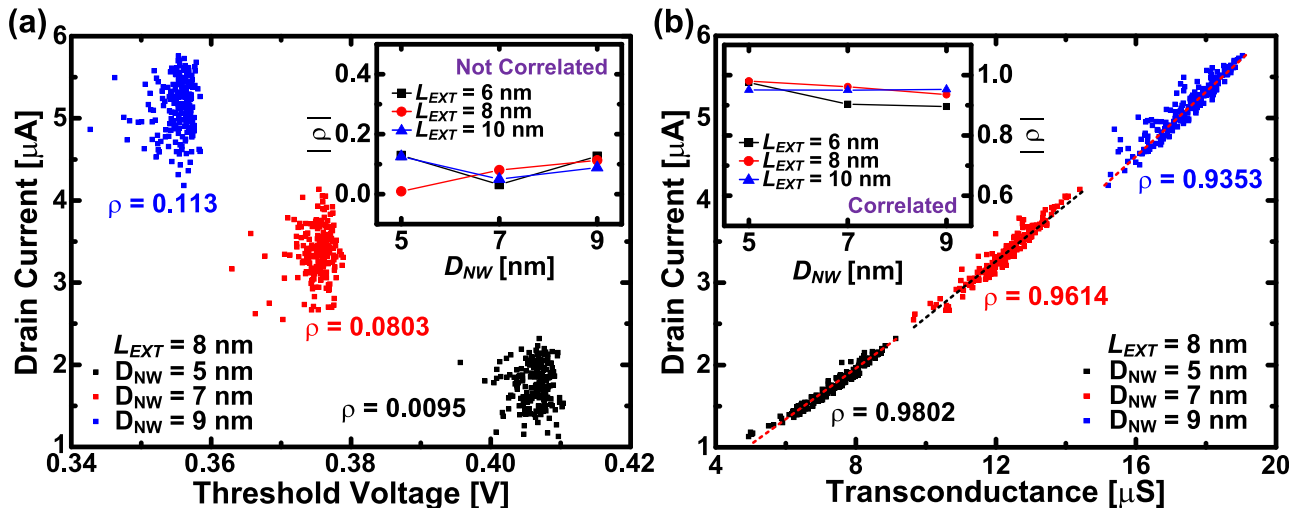 (a)
Drain Current [μA]
6
5
4
3
2
1
0.34
0.36
0.38
0.40
0.42
Threshold Voltage [V]
ρ = 0.113
ρ = 0.0803
ρ = 0.0095
L_EXT = 8 nm
D_NW = 5 nm
D_NW = 7 nm
D_NW = 9 nm
Not Correlated
L_EXT = 6 nm
L_EXT = 8 nm
L_EXT = 10 nm
| ρ |
0.4
0.2
0.0
5
7
9
D_NW [nm]
(b)
Drain Current [μA]
6
5
4
3
2
1
4
8
12
16
20
Transconductance [μS]
ρ = 0.9353
ρ = 0.9614
ρ = 0.9802
L_EXT = 8 nm
D_NW = 5 nm
D_NW = 7 nm
D_NW = 9 nm
L_EXT = 6 nm
L_EXT = 8 nm
L_EXT = 10 nm
Correlated
| ρ |
1.0
0.8
0.6
5
7
9
D_NW [nm]